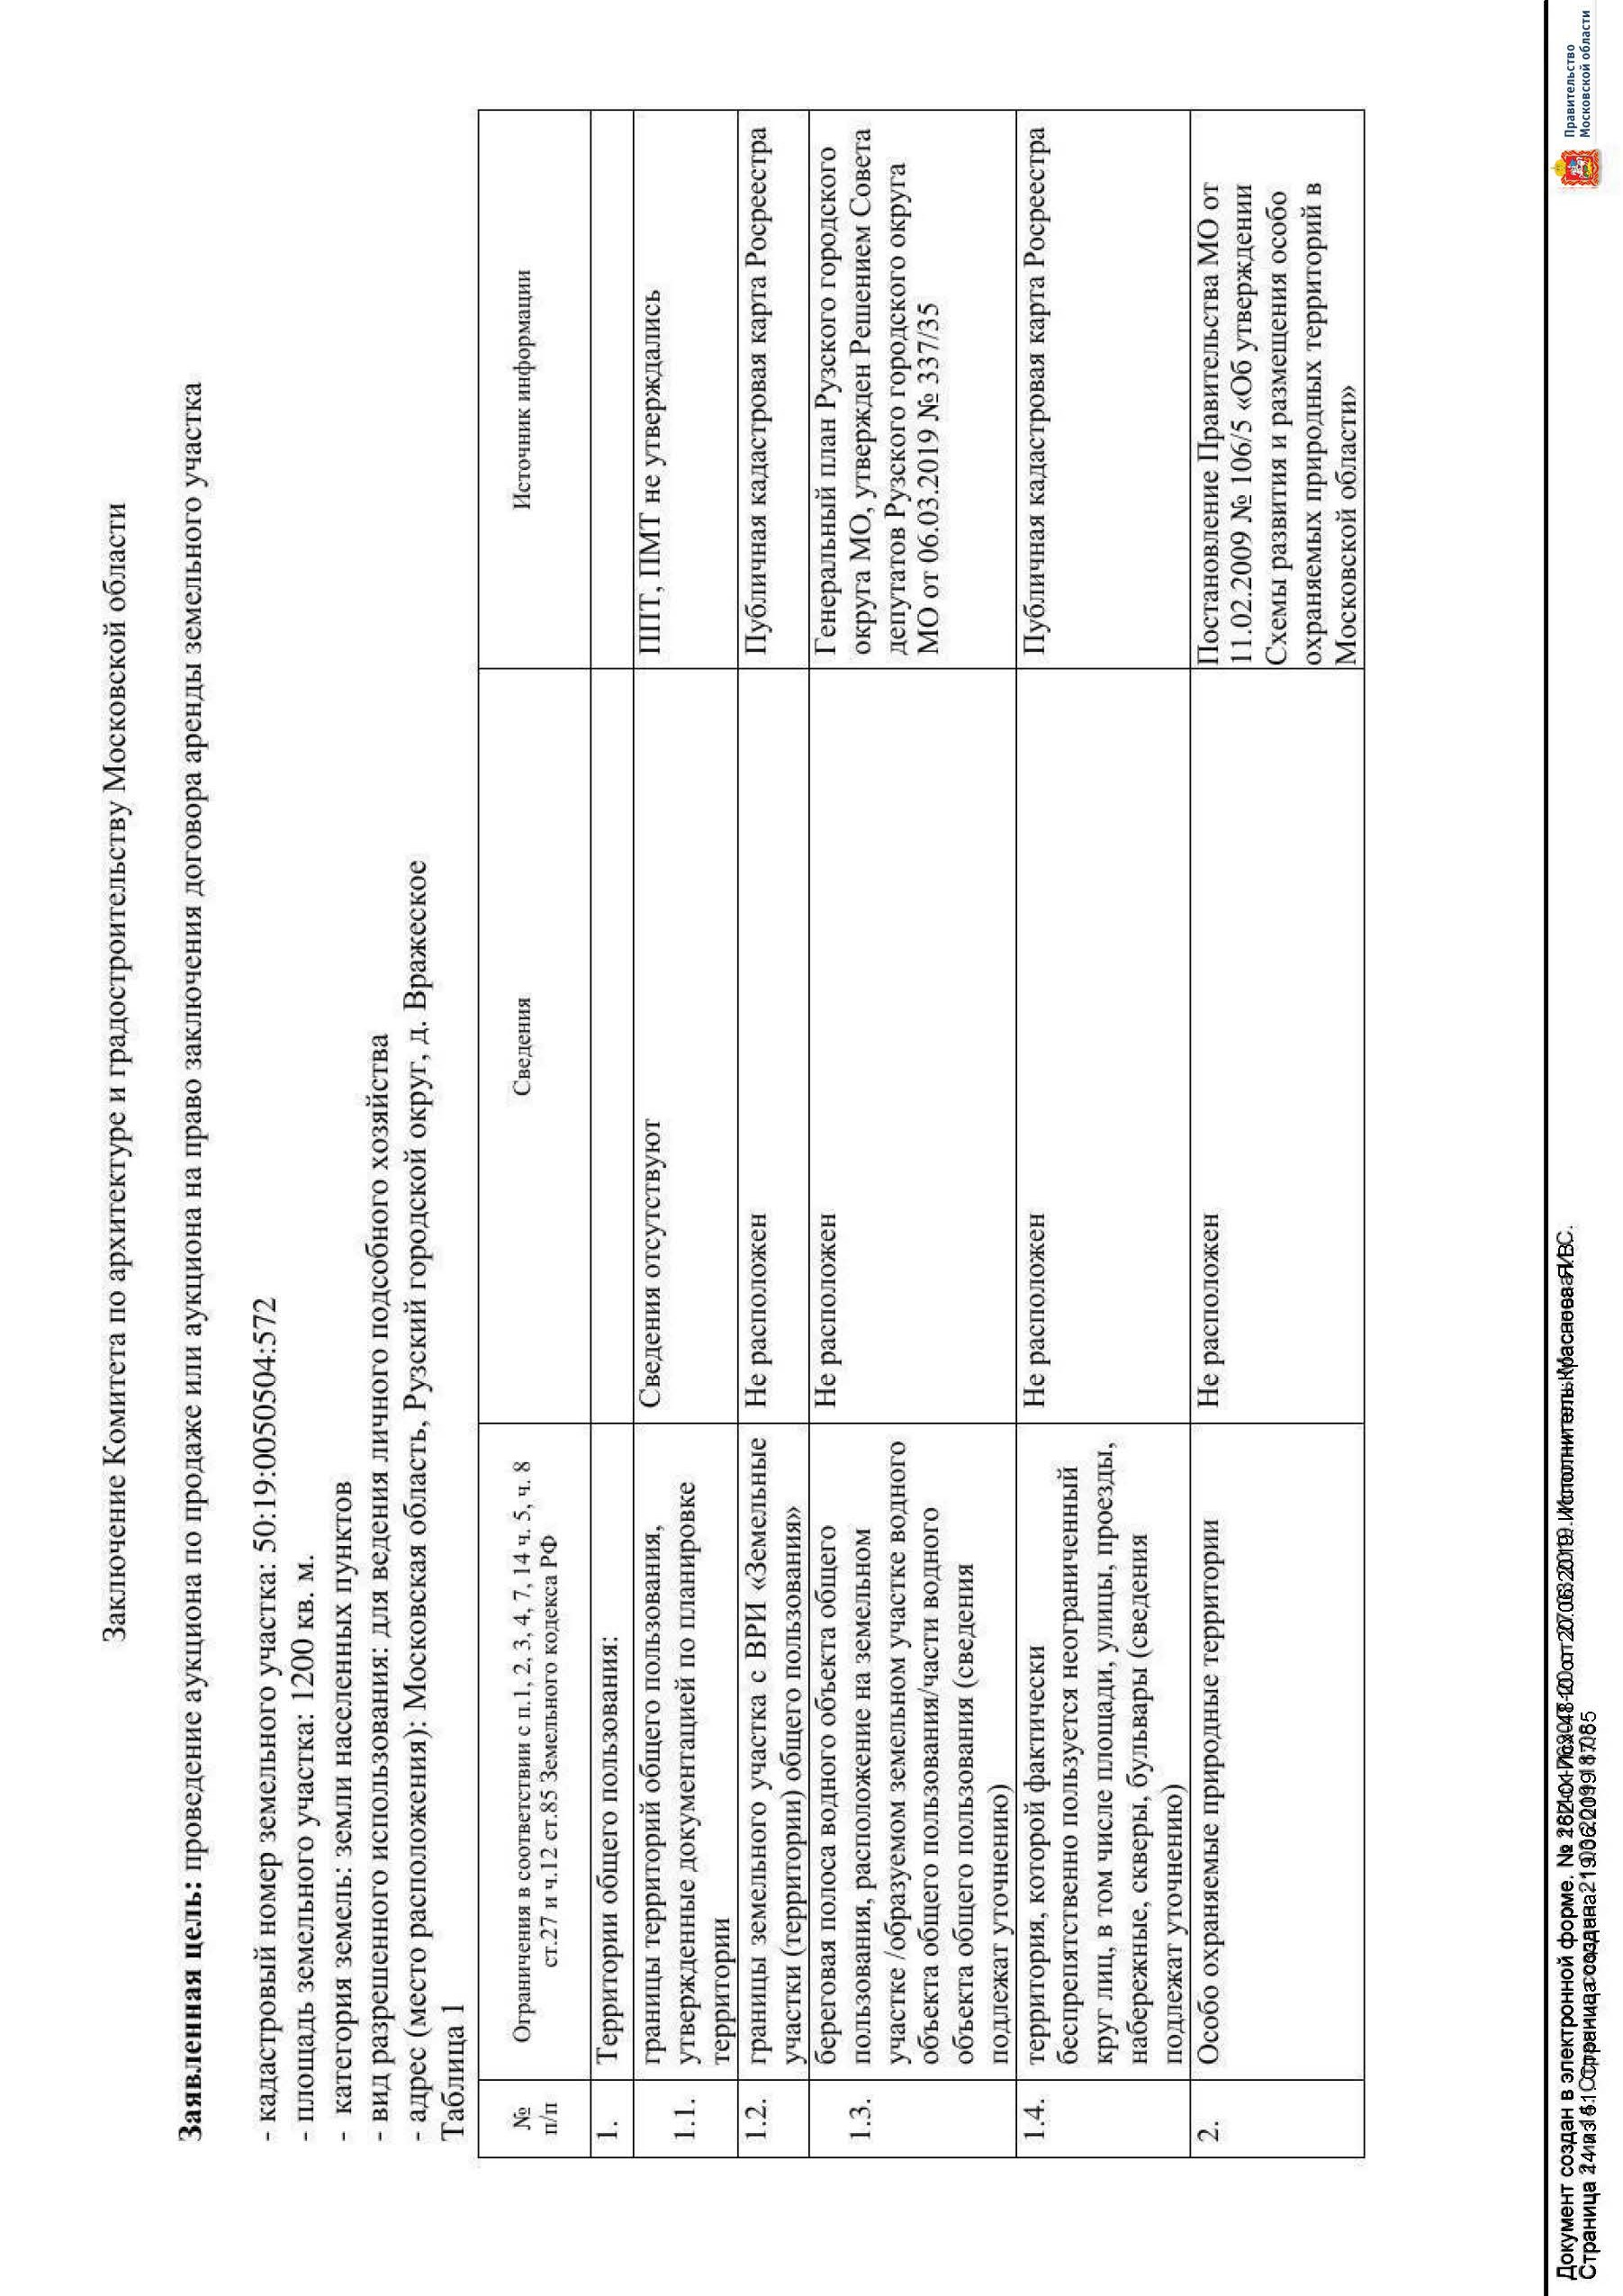 Заключение Комитета по архитектуре и градостроительству Московской области
Заявленная цель: проведение аукциона по продаже или аукциона на право заключения договора аренды земельного участка
- кадастровый номер земельного участка: 50:19:0050504:572
- площадь земельного участка: 1200 кв. м.
- категория земель: земли населенных пунктов
- вид разрешенного использования: для ведения личного подсобного хозяйства
- адрес (место расположения): Московская область, Рузский городской округ, д. Вражеское
Таблица 1
№
п/п
Ограничения в соответствии с п.1, 2, 3, 4, 7, 14 ч. 5, ч. 8
ст.27 и ч.12 ст.85 Земельного кодекса РФ
Сведения
Источник информации
1.
Территории общего пользования:
1.1.
границы территорий общего пользования,
утвержденные документацией по планировке
территории
Сведения отсутствуют
ППТ, ПМТ не утверждались
1.2.
границы земельного участка с ВРИ «Земельные
участки (территории) общего пользования»
Не расположен
Публичная кадастровая карта Росреестра
1.3.
береговая полоса водного объекта общего
пользования, расположение на земельном
участке /образуемом земельном участке водного
объекта общего пользования/части водного
объекта общего пользования (сведения
подлежат уточнению)
Не расположен
Генеральный план Рузского городского
округа МО, утвержден Решением Совета
депутатов Рузского городского округа
МО от 06.03.2019 № 337/35
1.4.
территория, которой фактически
беспрепятственно пользуется неограниченный
круг лиц, в том числе площади, улицы, проезды,
набережные, скверы, бульвары (сведения
подлежат уточнению)
Не расположен
Публичная кадастровая карта Росреестра
2.
Особо охраняемые природные территории
Не расположен
Постановление Правительства МО от
11.02.2009 № 106/5 «Об утверждении
Схемы развития и размещения особо
охраняемых природных территорий в
Московской области»
Документ создан в электронной форме. №
Страница
Правительство
Московской области